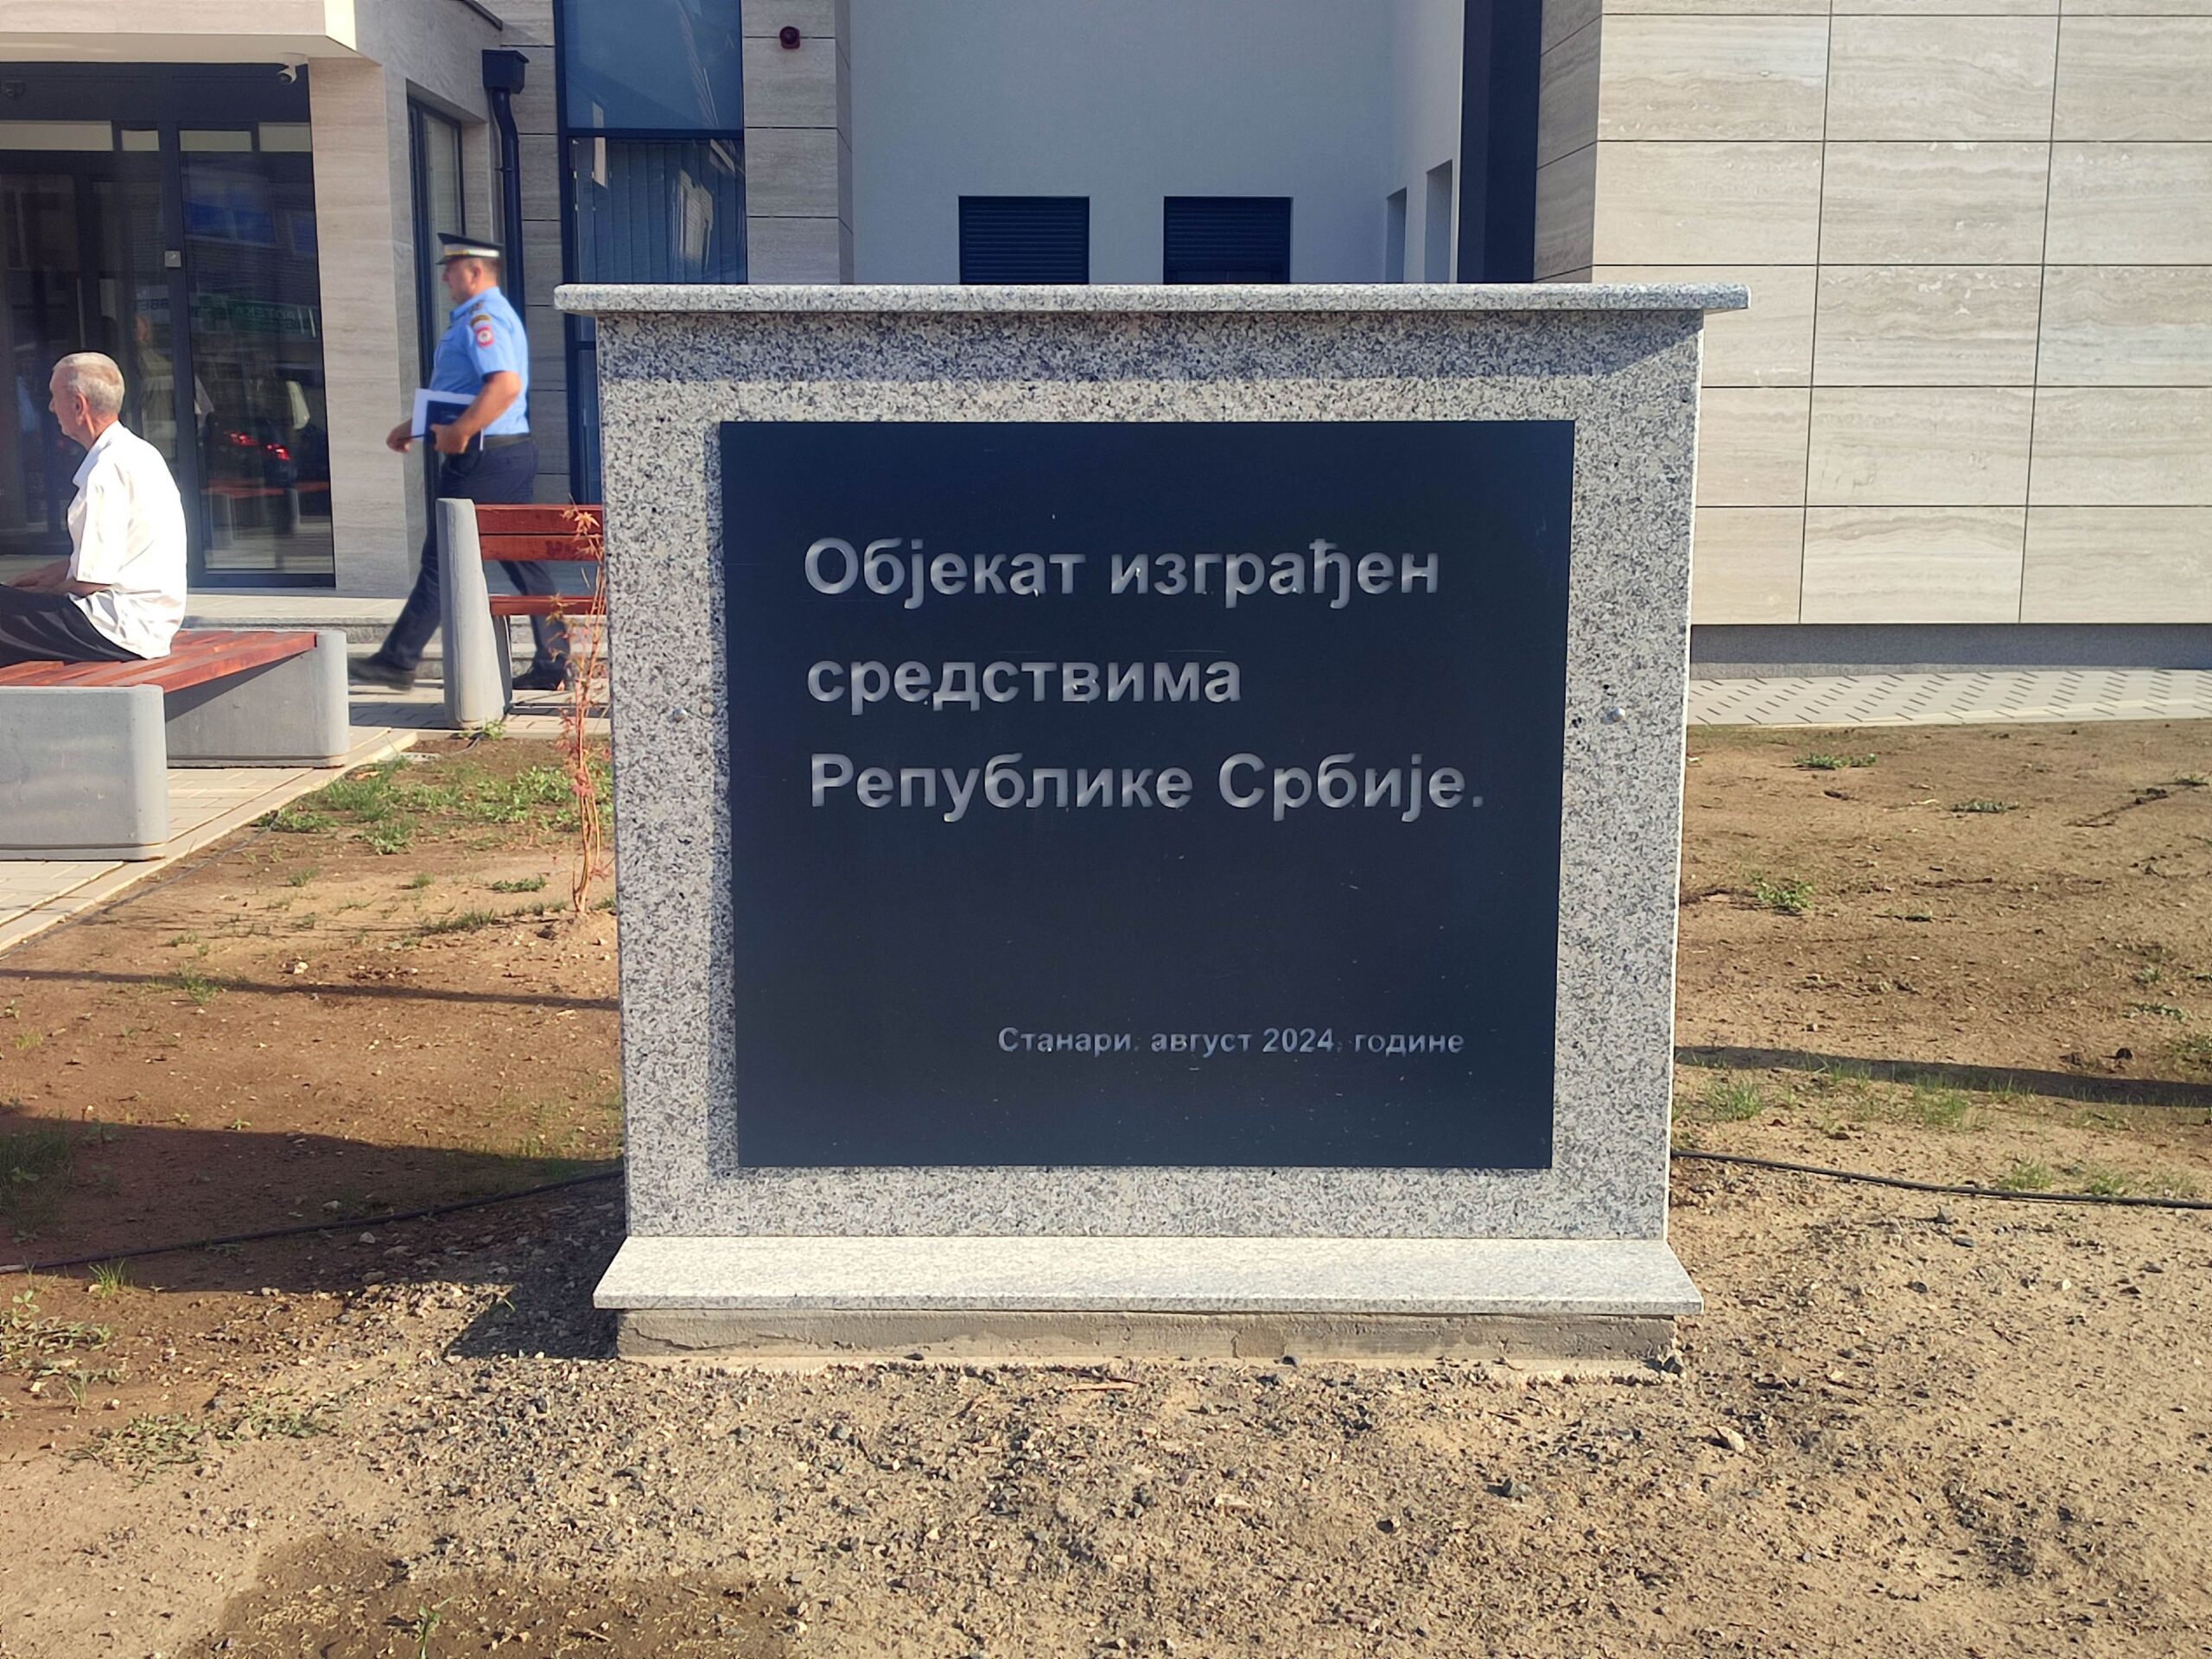 Објекат изграђен
средствима
Републике Србије.
Станари, август 2024. године